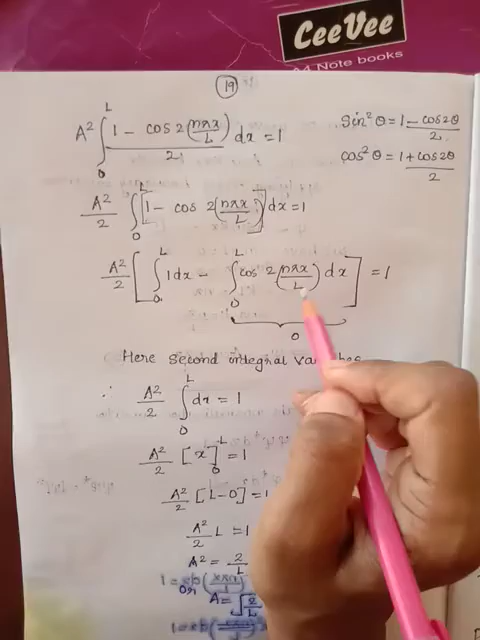 CeeVee
A4 Note books
19
A² ∫₀ᴸ (1 - cos 2(nπx/L))/2 dx = 1
Sin²θ = (1 - cos2θ)/2
cos²θ = (1 + cos2θ)/2
A²/2 ∫₀ᴸ [1 - cos 2(nπx/L)] dx = 1
A²/2 [∫₀ᴸ 1dx - ∫₀ᴸ cos 2(nπx/L) dx] = 1
0
Here Second integral
∴ A²/2 ∫₀ᴸ dx = 1
A²/2 [x]₀ᴸ = 1
A²/2 [L-0] = 1
A²/2 L = 1
A² = 2/L
or
A = √(2/L)